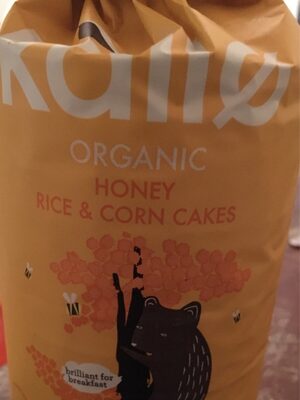 kallø
ORGANIC
HONEY
RICE & CORN CAKES
brilliant for
breakfast